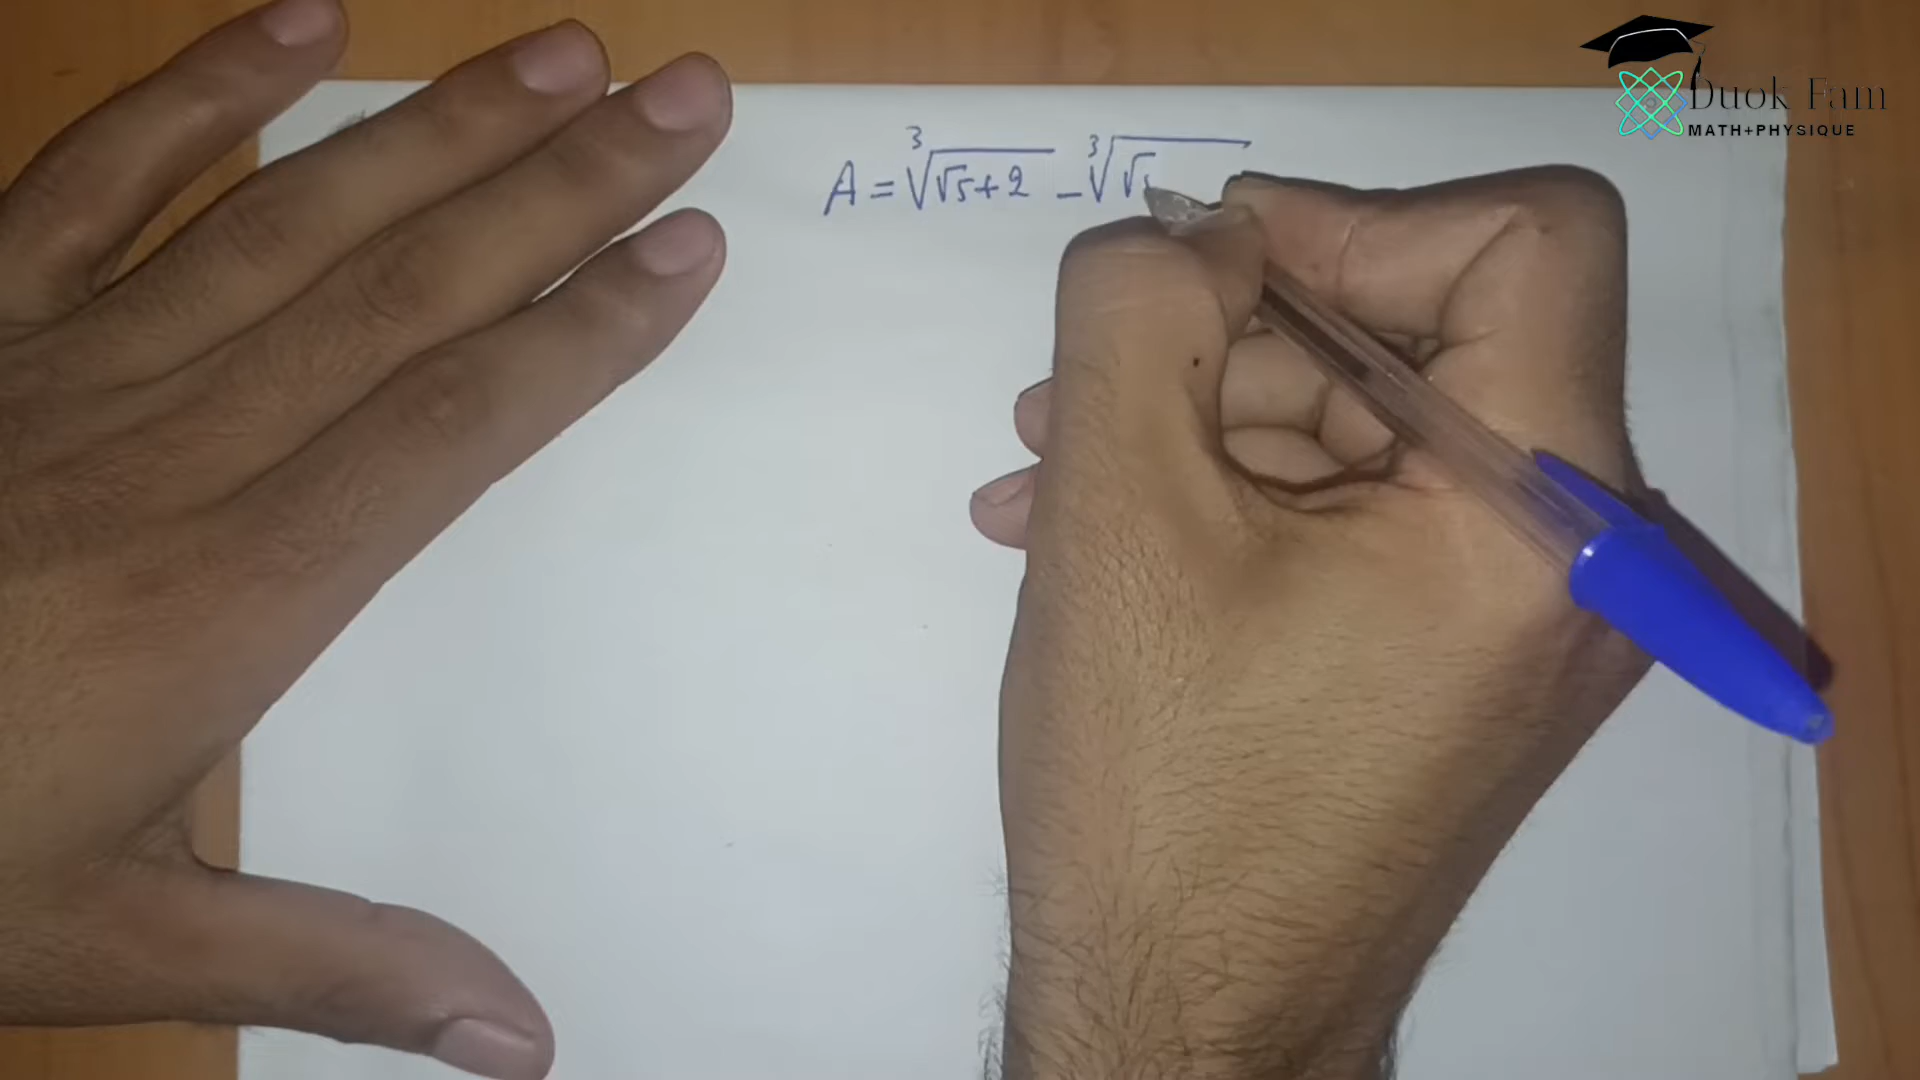 Duok Fam
MATH+PHYSIQUE
A = ∛(√5+2) - ∛(√5